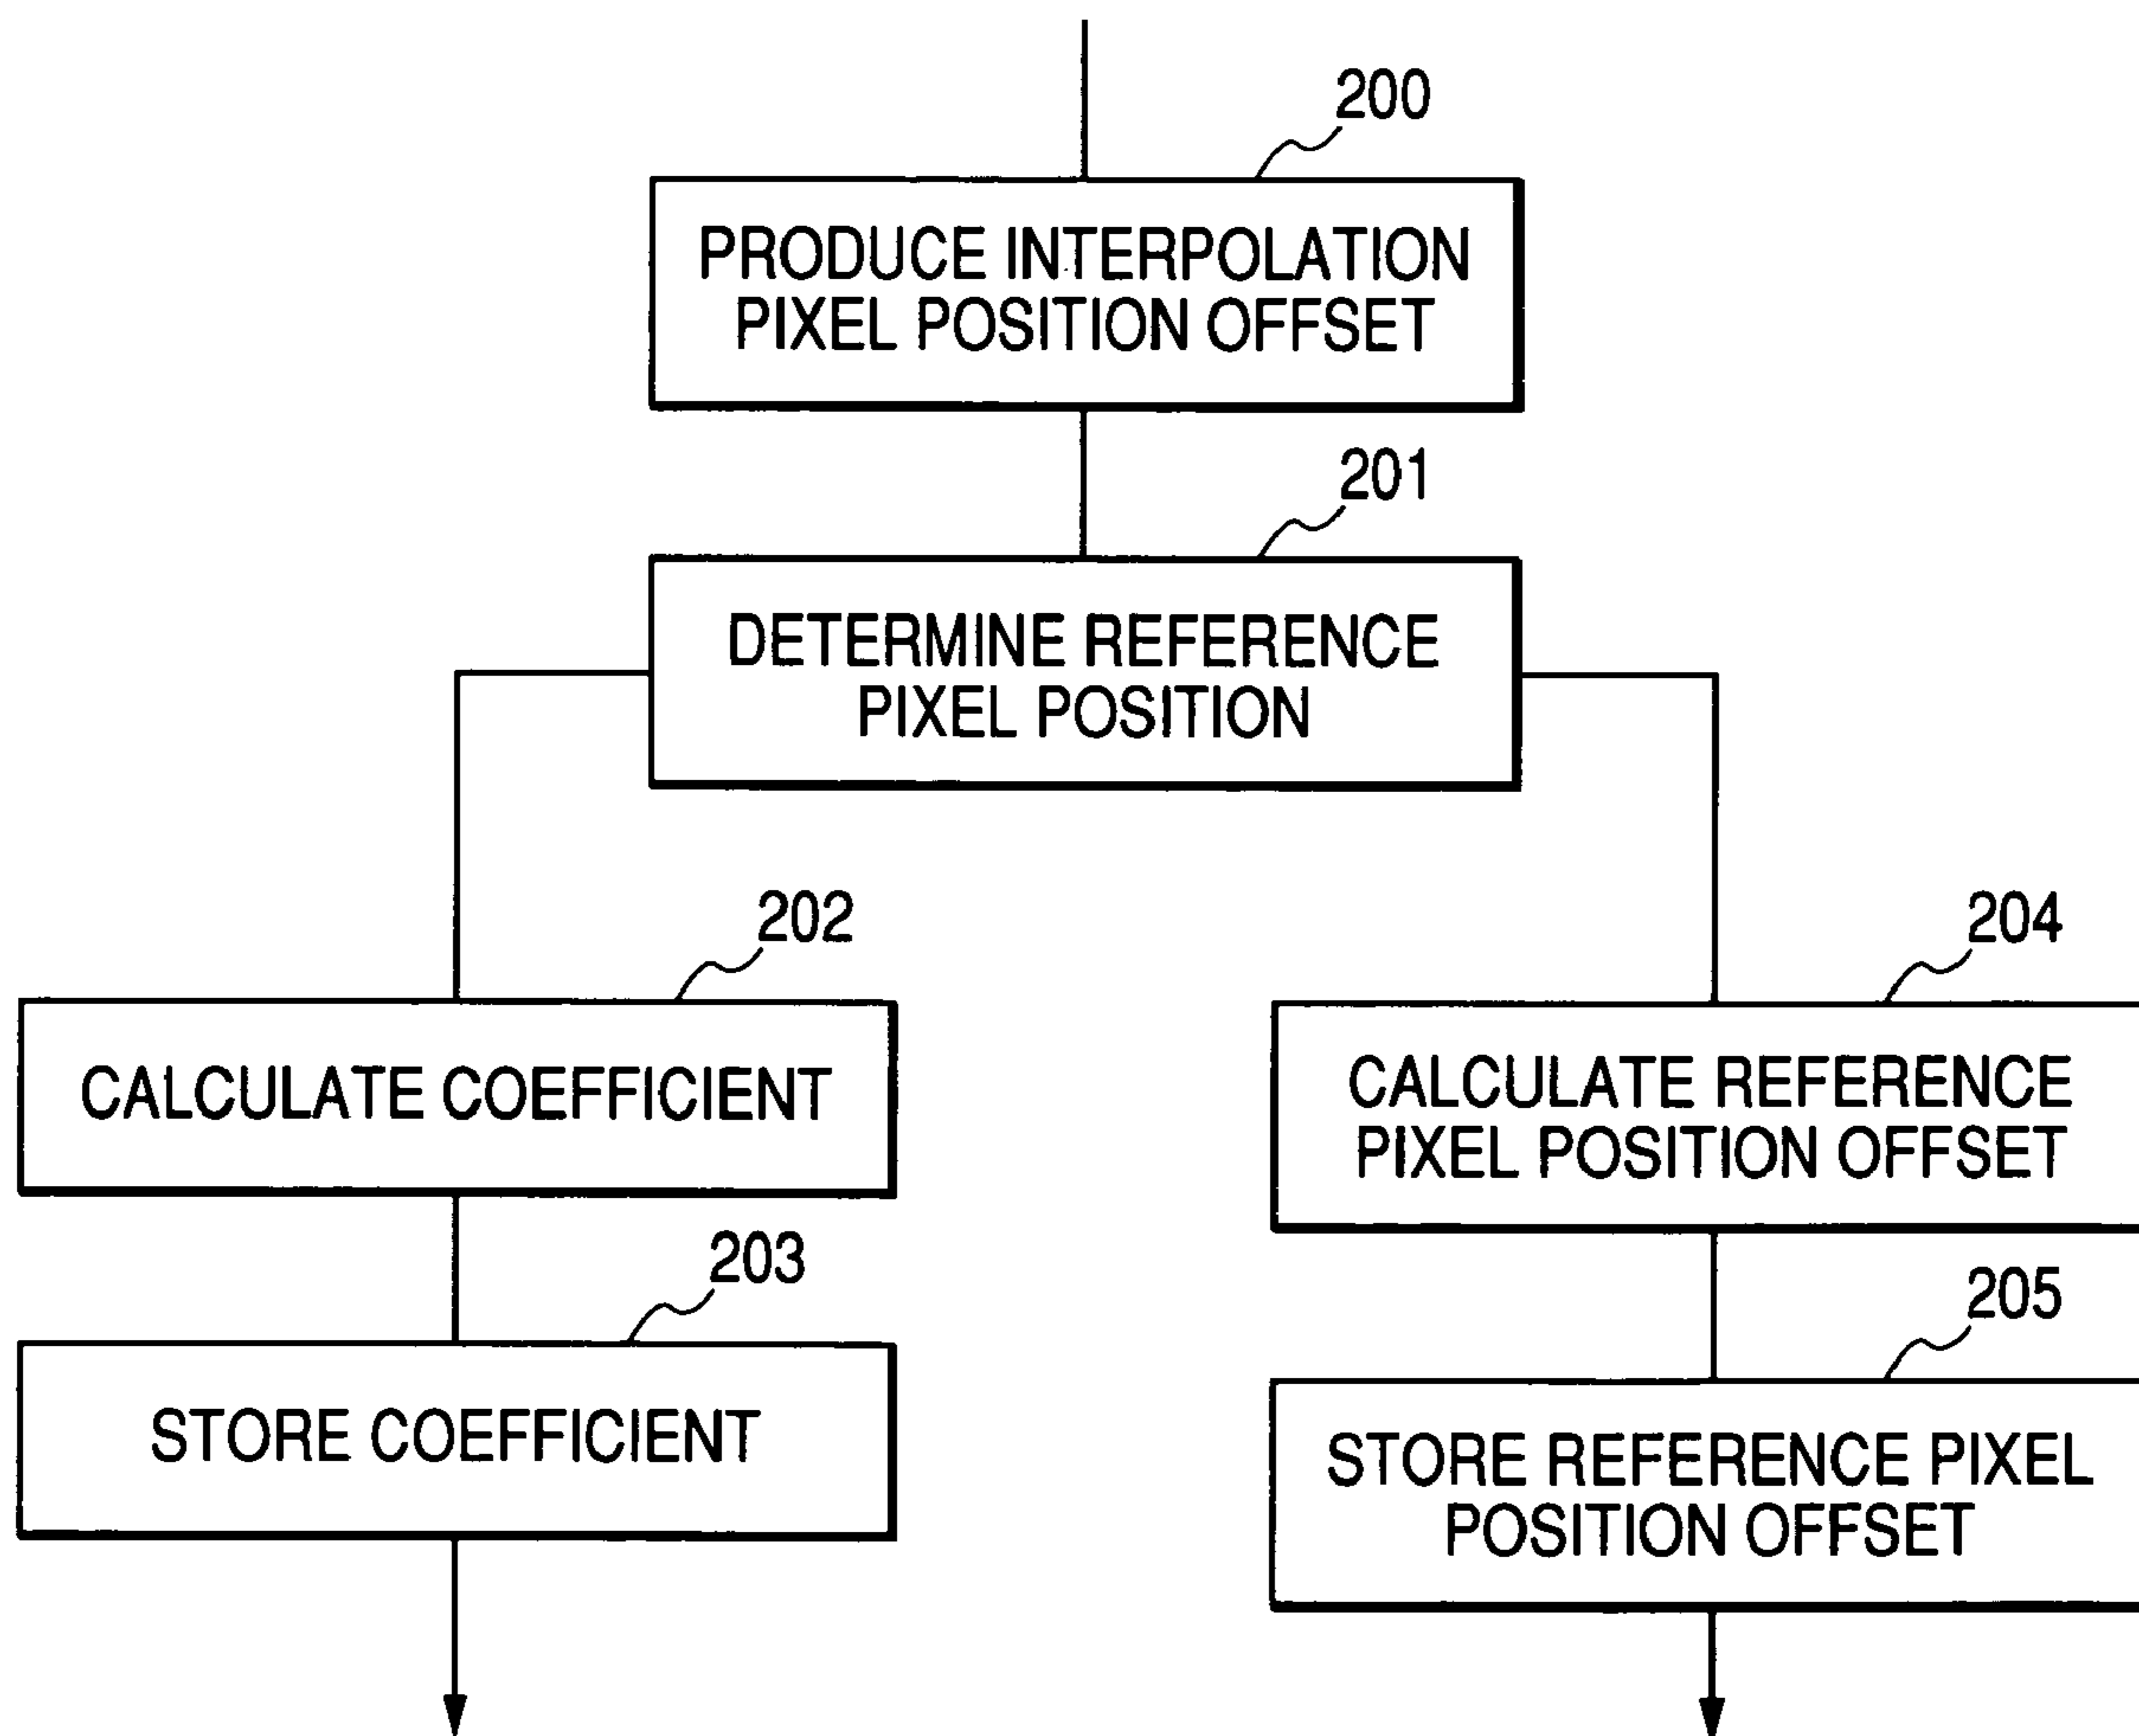 200
PRODUCE INTERPOLATION
PIXEL POSITION OFFSET
201
DETERMINE REFERENCE
PIXEL POSITION
202
CALCULATE COEFFICIENT
203
STORE COEFFICIENT
204
CALCULATE REFERENCE
PIXEL POSITION OFFSET
205
STORE REFERENCE PIXEL
POSITION OFFSET